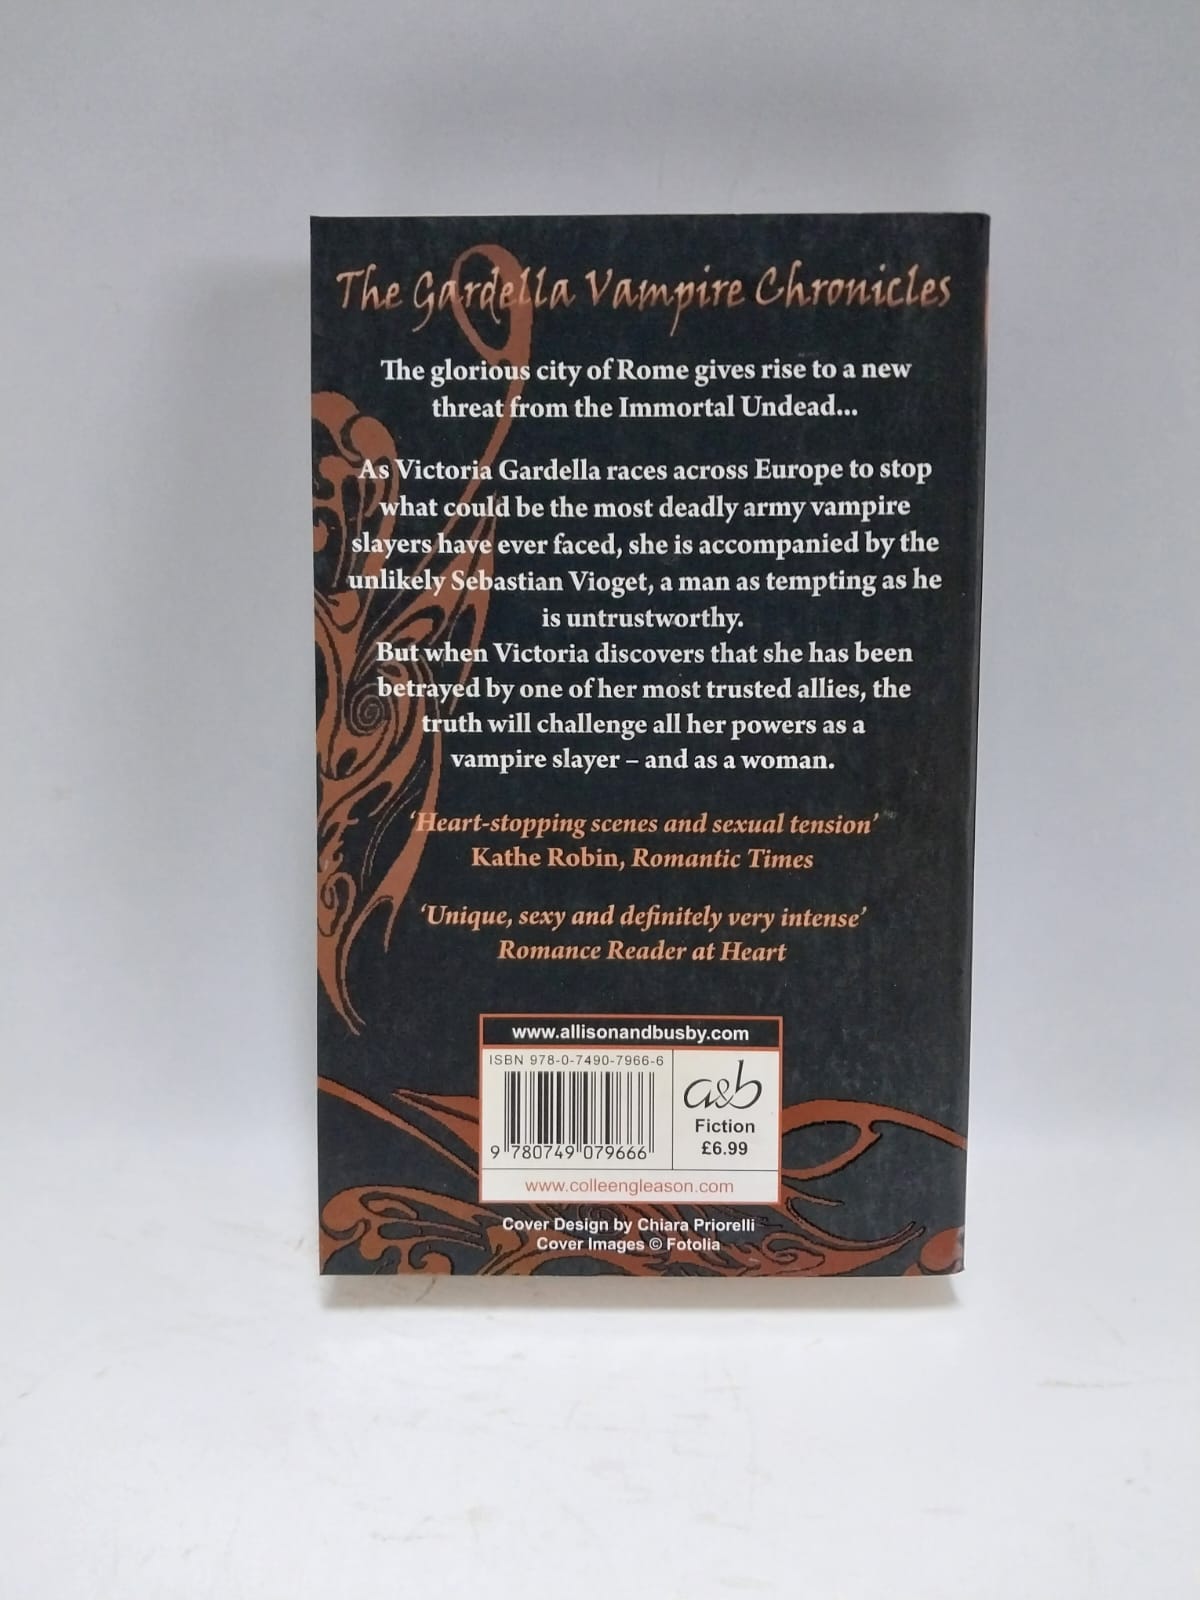 The Gardella Vampire Chronicles
The glorious city of Rome gives rise to a new
threat from the Immortal Undead...
As Victoria Gardella races across Europe to stop
what could be the most deadly army vampire
slayers have ever faced, she is accompanied by the
unlikely Sebastian Vioget, a man as tempting as he
is untrustworthy.
But when Victoria discovers that she has been
betrayed by one of her most trusted allies, the
truth will challenge all her powers as a
vampire slayer – and as a woman.
‘Heart-stopping scenes and sexual tension’
Kathe Robin, Romantic Times
‘Unique, sexy and definitely very intense’
Romance Reader at Heart
www.allisonandbusby.com
ISBN 978-0-7490-7966-6
9 780749 079666
a&b
Fiction
£6.99
www.colleengleason.com
Cover Design by Chiara Priorelli
Cover Images © Fotolia